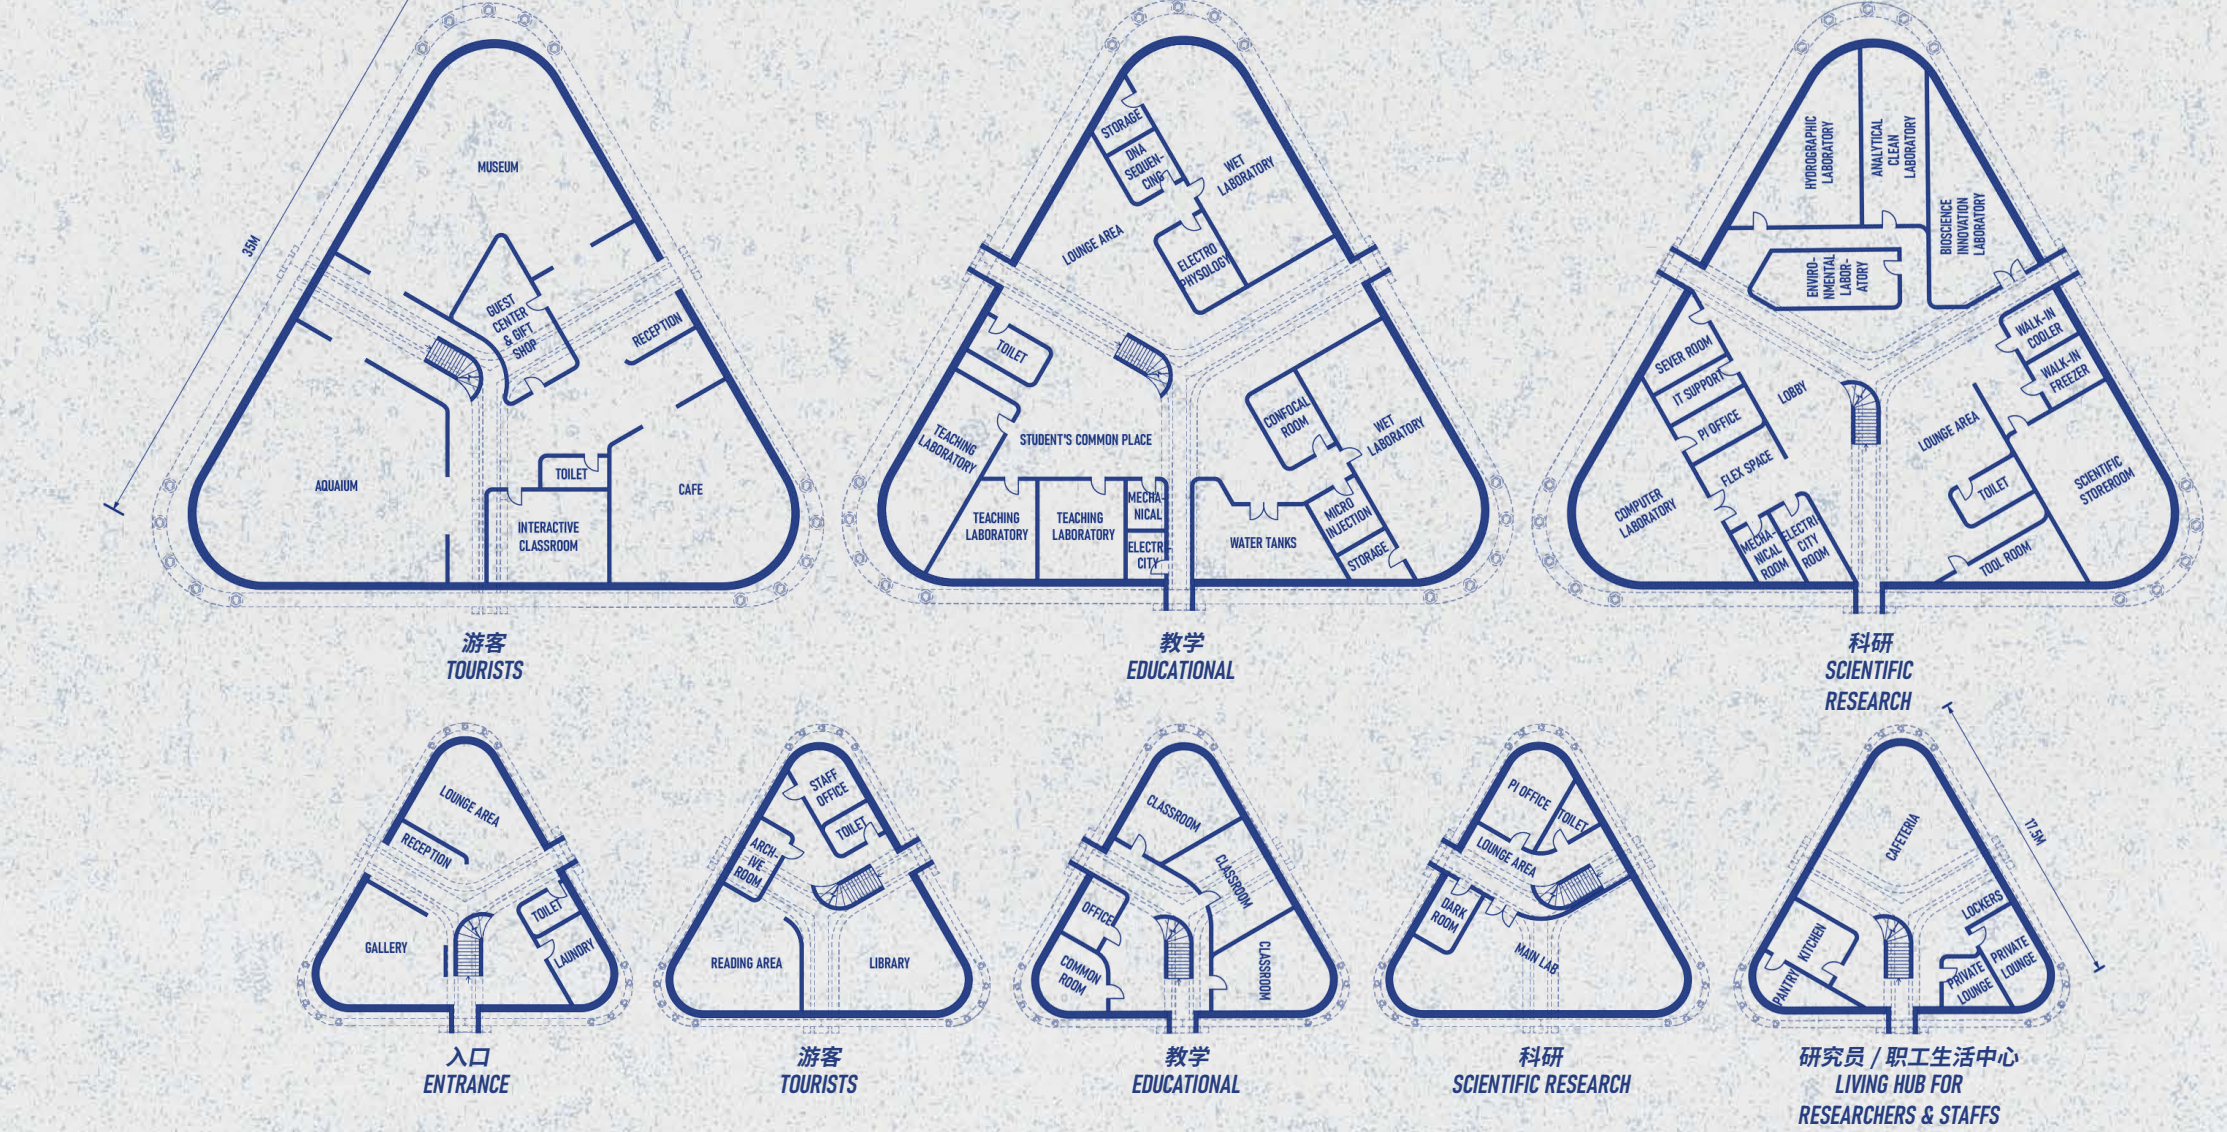 35M
MUSEUM
GUEST
CENTER
& GIFT
SHOP
RECEPTION
AQUAIUM
TOILET
INTERACTIVE
CLASSROOM
CAFE
游客
TOURISTS
STORAGE
DNA
SEQUEN-
CING
WET
LABORATORY
LOUNGE AREA
ELECTRO
PHYSOLOGY
TOILET
TEACHING
LABORATORY
STUDENT'S COMMON PLACE
CONFOCAL
ROOM
WET
LABORATORY
TEACHING
LABORATORY
TEACHING
LABORATORY
MECHA-
NICAL
ELECTRI-
CITY
WATER TANKS
MICRO
INJECTION
STORAGE
教学
EDUCATIONAL
HYDROGRAPHIC
LABORATORY
ANALYTICAL
CLEAN
LABORATORY
BIOSCIENCE
INNOVATION
LABORATORY
ENVIRO-
NMENTAL
LABOR-
ATORY
WALK-IN
COOLER
WALK-IN
FREEZER
SEVER ROOM
IT SUPPORT
PI OFFICE
FLEX SPACE
LOBBY
LOUNGE AREA
COMPUTER
LABORATORY
MECHA-
NICAL
ROOM
ELECTRI-
CITY
ROOM
TOILET
SCIENTIFIC
STOREROOM
TOOL ROOM
科研
SCIENTIFIC
RESEARCH
LOUNGE AREA
RECEPTION
GALLERY
TOILET
LAUNDRY
入口
ENTRANCE
STAFF
OFFICE
TOILET
ARCH-
IVE
ROOM
READING AREA
LIBRARY
游客
TOURISTS
CLASSROOM
CLASSROOM
OFFICE
COMMON
ROOM
CLASSROOM
教学
EDUCATIONAL
PI OFFICE
TOILET
LOUNGE AREA
DARK
ROOM
MAIN LAB
科研
SCIENTIFIC RESEARCH
17.5M
CAFETERIA
LOCKERS
KITCHEN
PANTRY
PRIVATE
LOUNGE
PRIVATE
LOUNGE
研究员 / 职工生活中心
LIVING HUB FOR
RESEARCHERS & STAFFS